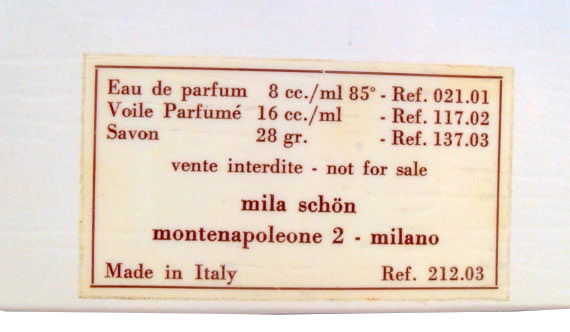 Eau de parfum 8 cc./ml 85° - Ref. 021.01
Voile Parfumé 16 cc./ml - Ref. 117.02
Savon 28 gr. - Ref. 137.03
vente interdite - not for sale
mila schön
montenapoleone 2 - milano
Made in Italy Ref. 212.03